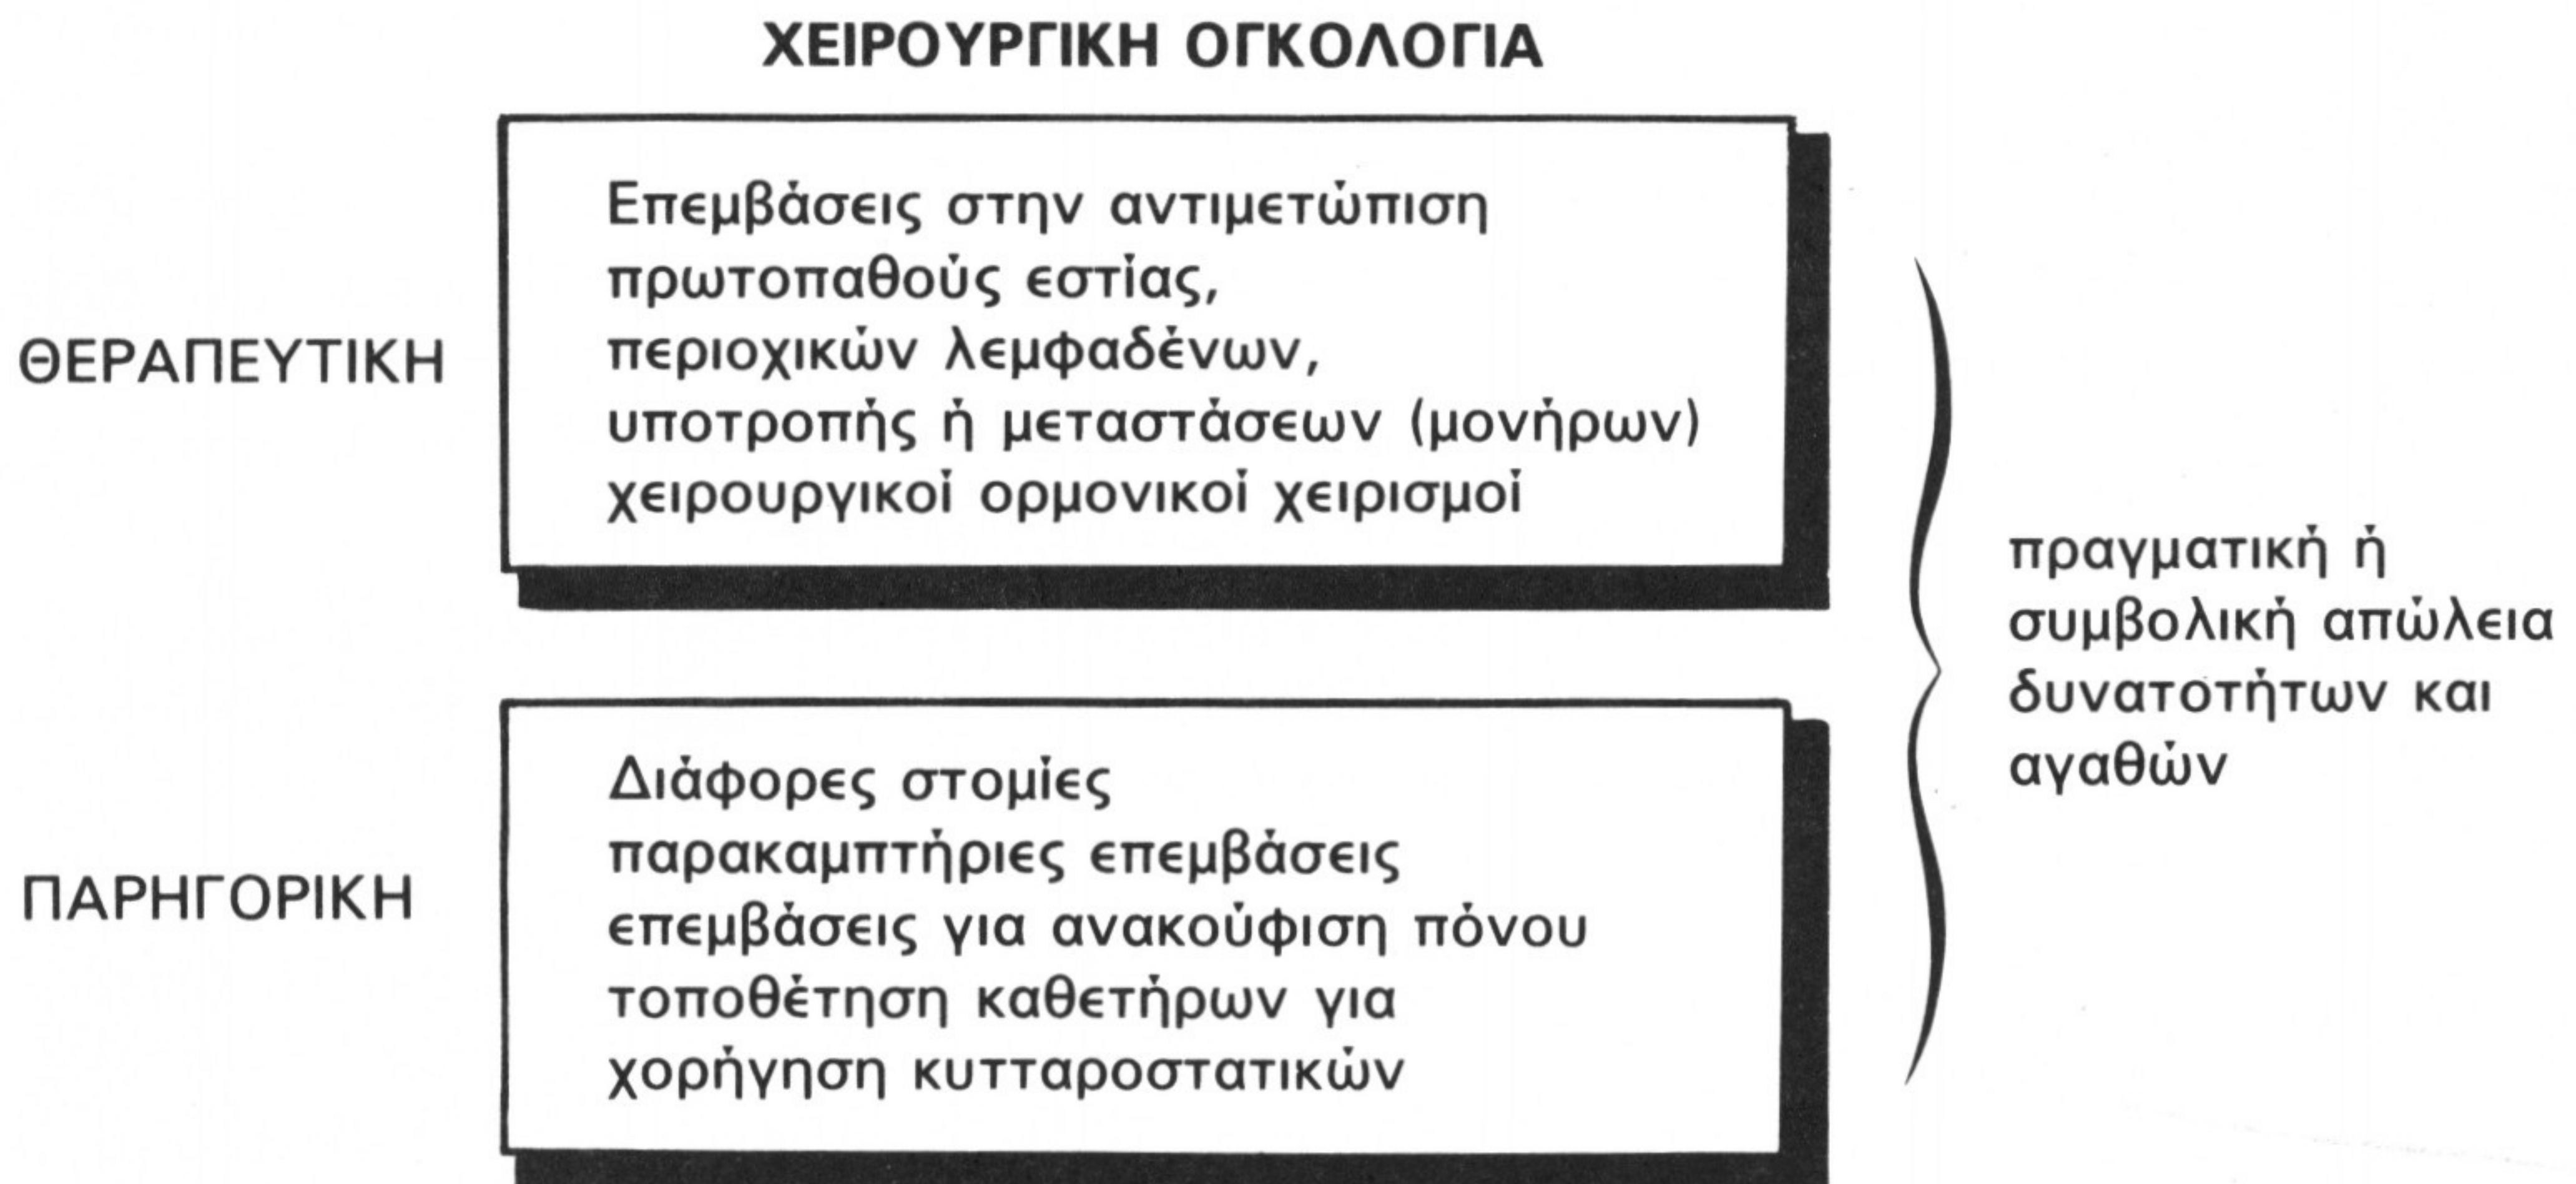 ΧΕΙΡΟΥΡΓΙΚΗ ΟΓΚΟΛΟΓΙΑ
ΘΕΡΑΠΕΥΤΙΚΗ
Επεμβάσεις στην αντιμετώπιση
πρωτοπαθούς εστίας,
περιοχικών λεμφαδένων,
υποτροπής ή μεταστάσεων (μονήρων)
χειρουργικοί ορμονικοί χειρισμοί
ΠΑΡΗΓΟΡΙΚΗ
Διάφορες στομίες
παρακαμπτήριες επεμβάσεις
επεμβάσεις για ανακούφιση πόνου
τοποθέτηση καθετήρων για
χορήγηση κυτταροστατικών
πραγματική ή
συμβολική απώλεια
δυνατοτήτων και
αγαθών